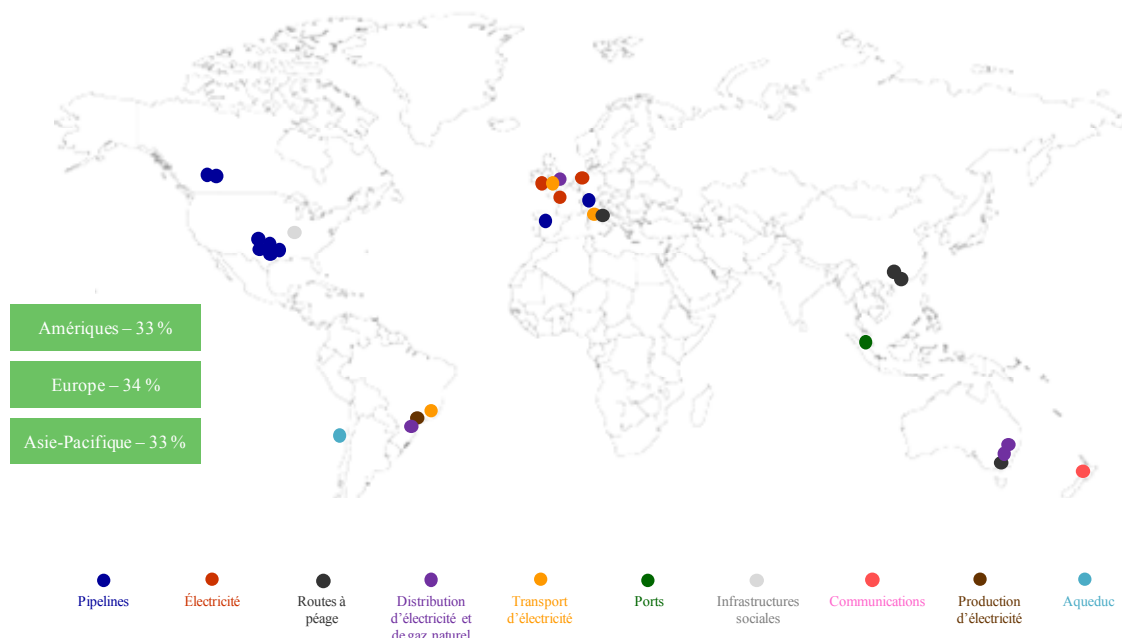 Amériques – 33 %
Europe – 34 %
Asie-Pacifique – 33 %
Pipelines
Électricité
Routes à
péage
Distribution
d'électricité et
de gaz naturel
Transport
d'électricité
Ports
Infrastructures
sociales
Communications
Production
d'électricité
Aqueduc